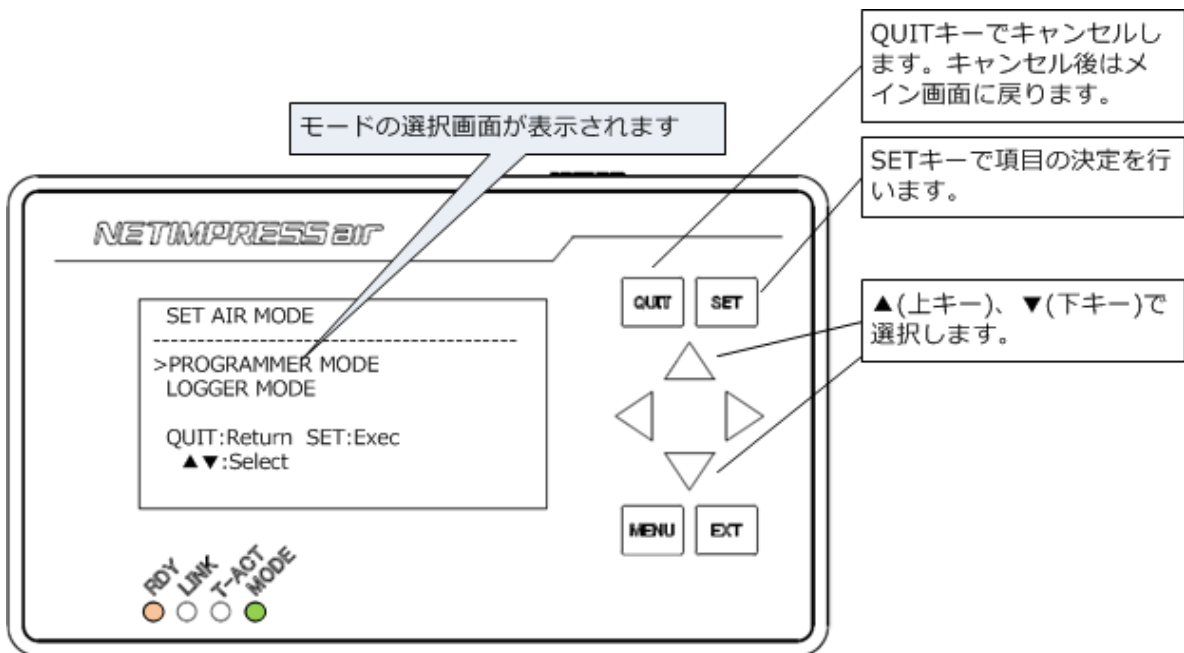 QUITキーでキャンセルし
ます。キャンセル後はメ
イン画面に戻ります。
モードの選択画面が表示されます
SETキーで項目の決定を行
います。
NETIMPRESS air
QUIT SET
▲(上キー)、▼(下キー)で
選択します。
SET AIR MODE
---------------------------------------
>PROGRAMMER MODE
LOGGER MODE
QUIT:Return SET:Exec
▲▼:Select
MENU EXT
RDY LINK T-ACT MODE